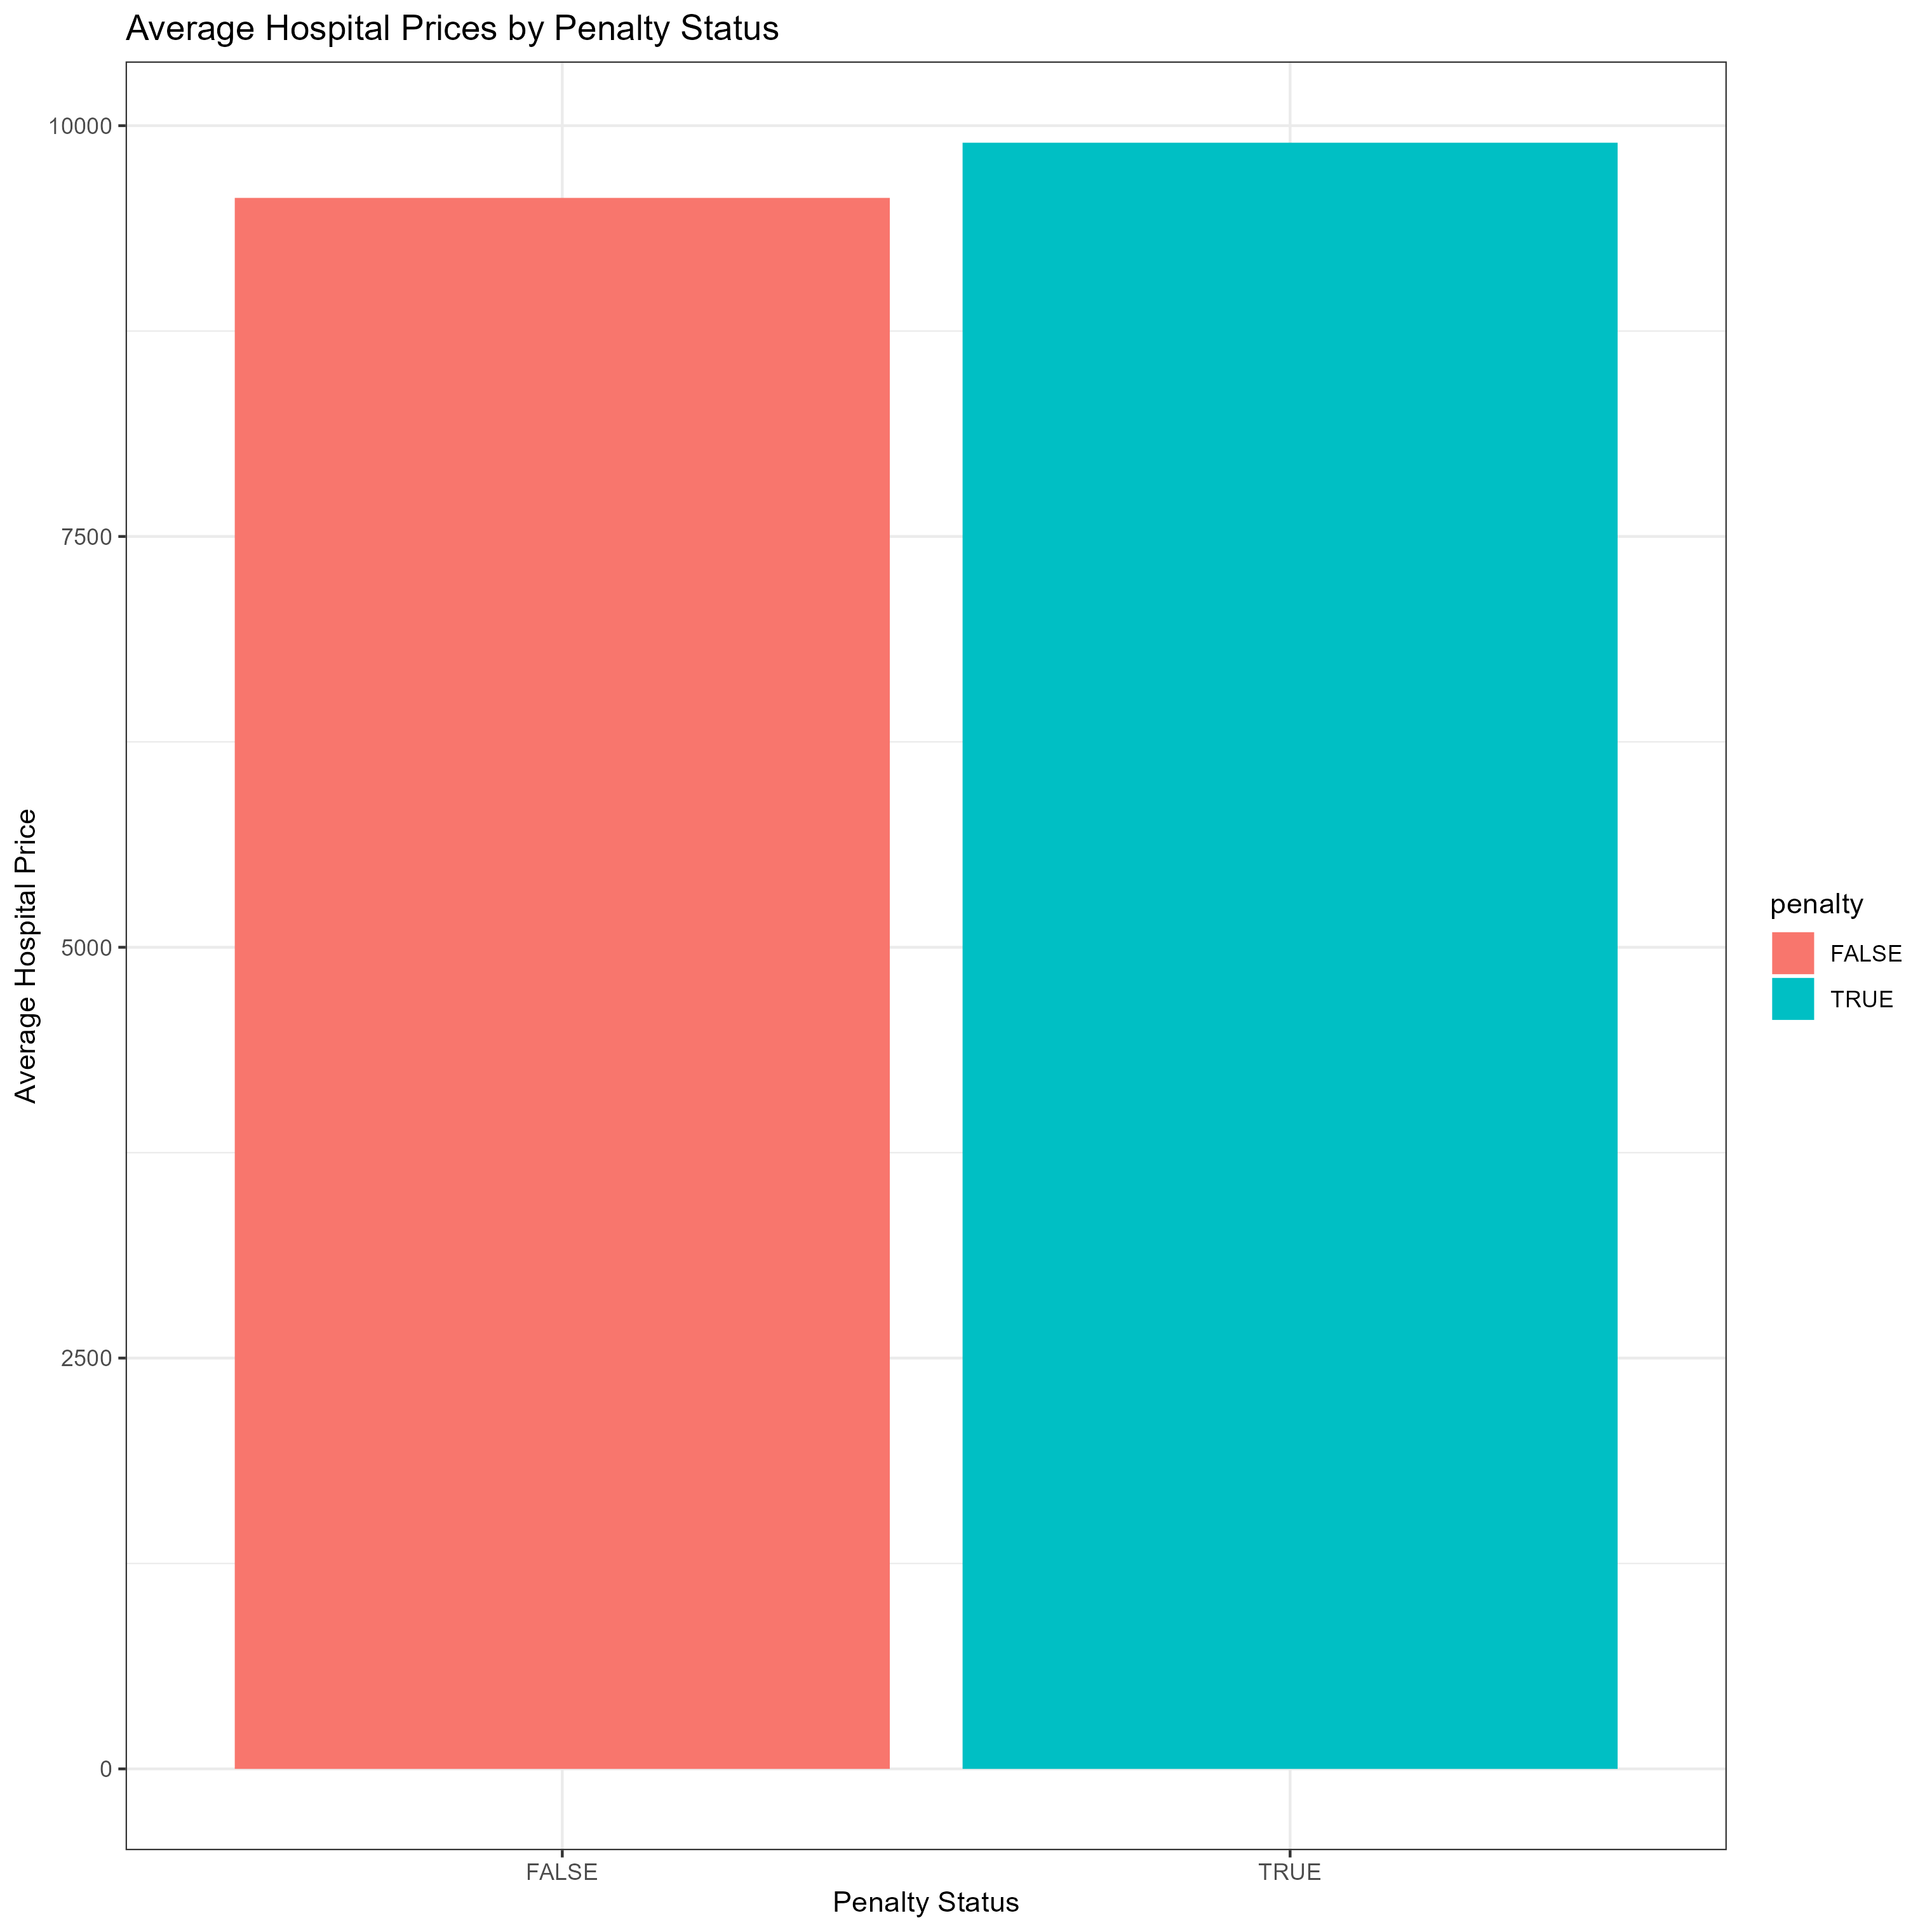 Average Hospital Prices by Penalty Status
10000
7500
5000
2500
0
Average Hospital Price
FALSE
TRUE
Penalty Status
penalty
FALSE
TRUE